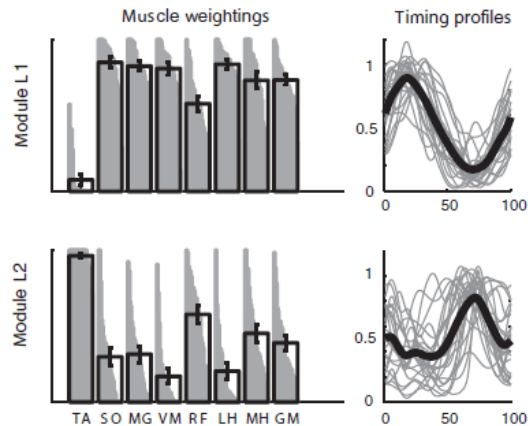 Muscle weightings
Timing profiles
Module L1
1
0.5
0
0 50 100
Module L2
1
0.5
0
TA SO MG VM RF LH MH GM
0 50 100